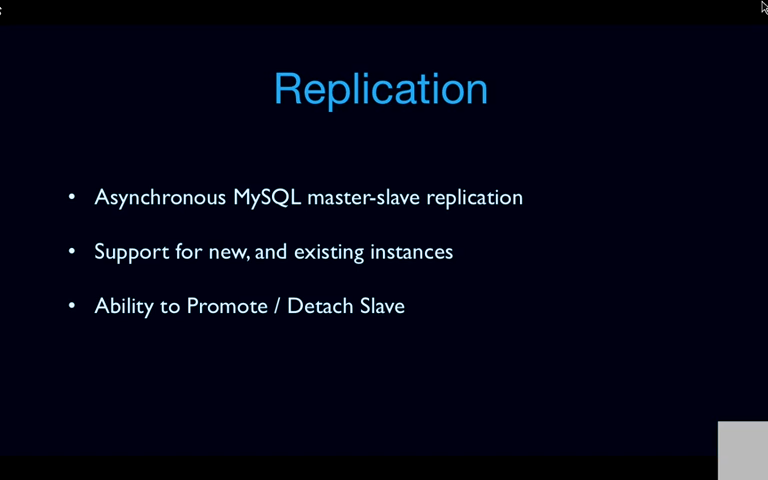 Replication
• Asynchronous MySQL master-slave replication
• Support for new, and existing instances
• Ability to Promote / Detach Slave